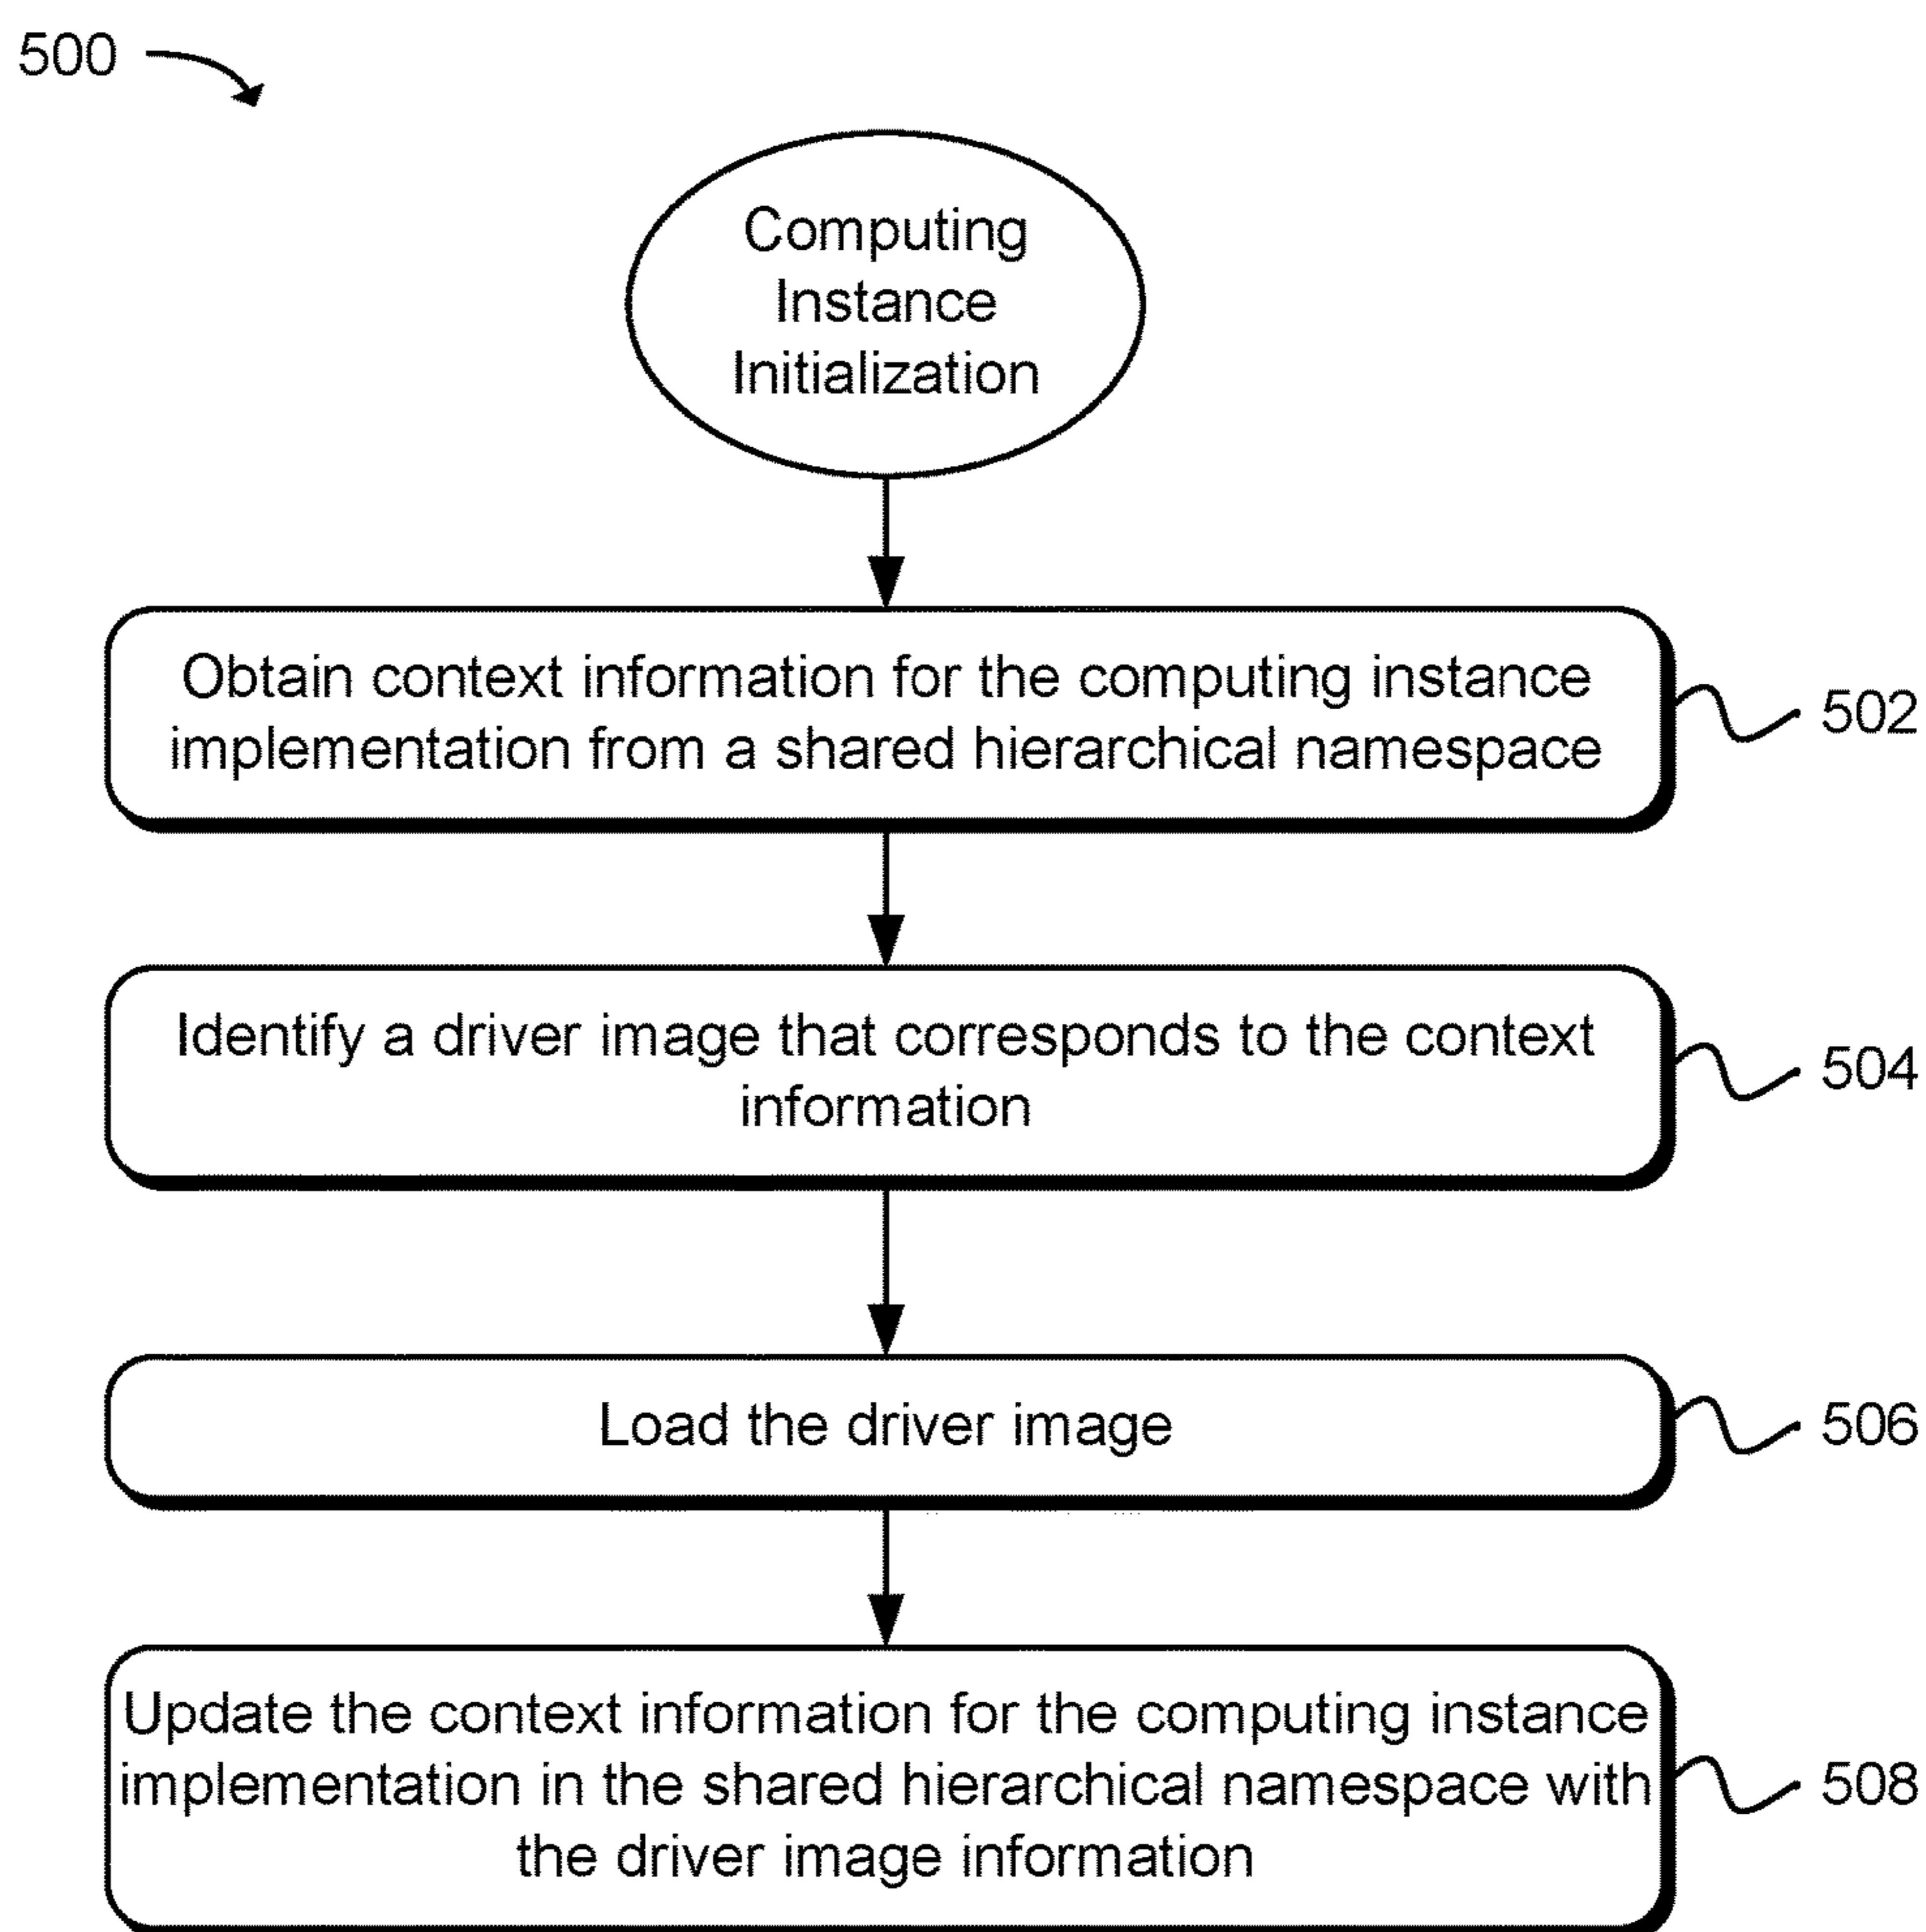 500
Computing
Instance
Initialization
Obtain context information for the computing instance
implementation from a shared hierarchical namespace
502
Identify a driver image that corresponds to the context
information
504
Load the driver image
506
Update the context information for the computing instance
implementation in the shared hierarchical namespace with
the driver image information
508